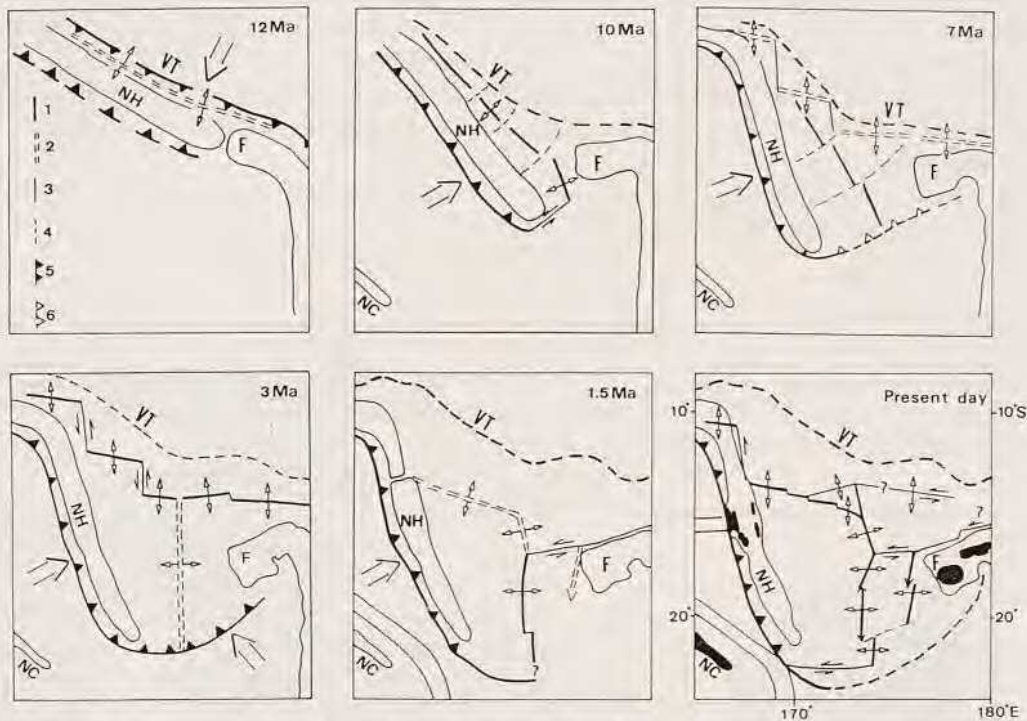 12 Ma
VT
NH
F
1
2
3
4
5
6
10 Ma
VT
NH
F
NC
7 Ma
VT
NH
F
NC
3 Ma
VT
NH
F
NC
1.5 Ma
VT
NH
F
?
Present day
10° 10°S
VT
?
?
F
NH
20° 20°
NC
170° 180°E